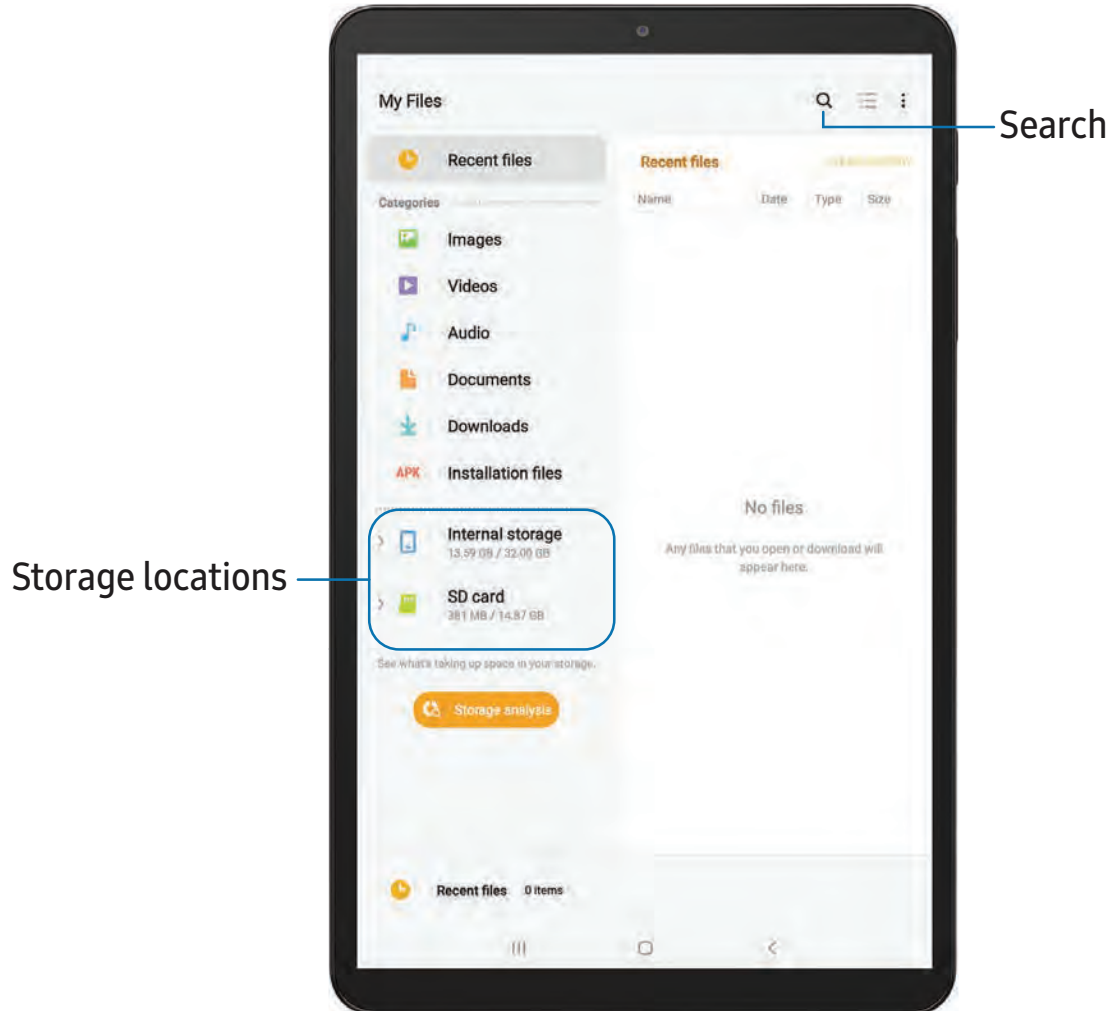 My Files
Search
Recent files
Recent files
Name Date Type Size
Categories
Images
Videos
Audio
Documents
Downloads
APK Installation files
No files
Any files that you open or download will
appear here.
Storage locations
Internal storage
13.59 GB / 32.00 GB
SD card
381 MB / 14.87 GB
See what's taking up space in your storage.
Storage analysis
Recent files 0 items